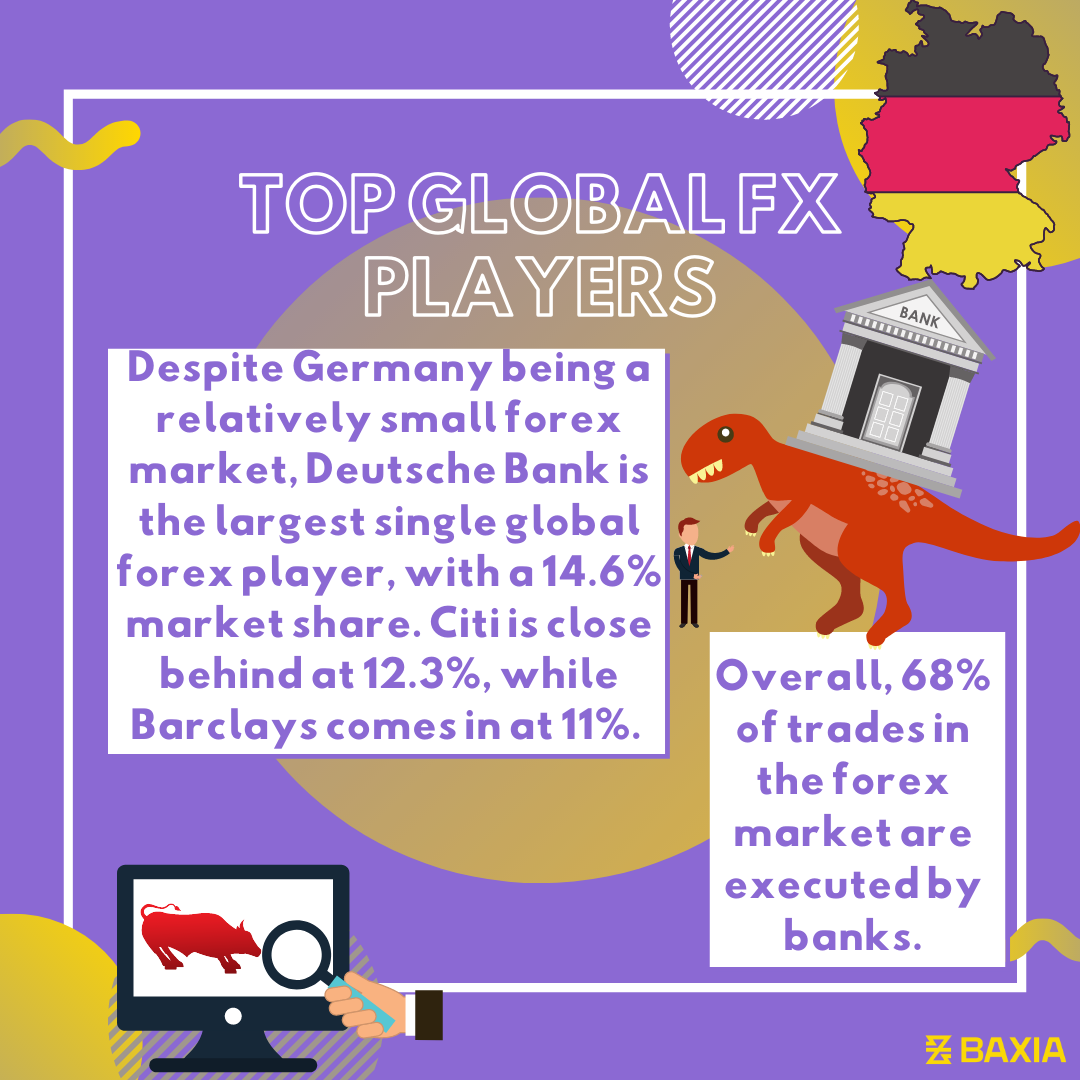 TOP GLOBAL FX
PLAYERS
BANK
Despite Germany being a
relatively small forex
market, Deutsche Bank is
the largest single global
forex player, with a 14.6%
market share. Citi is close
behind at 12.3%, while
Barclays comes in at 11%.
Overall, 68%
of trades in
the forex
market are
executed by
banks.
BAXIA